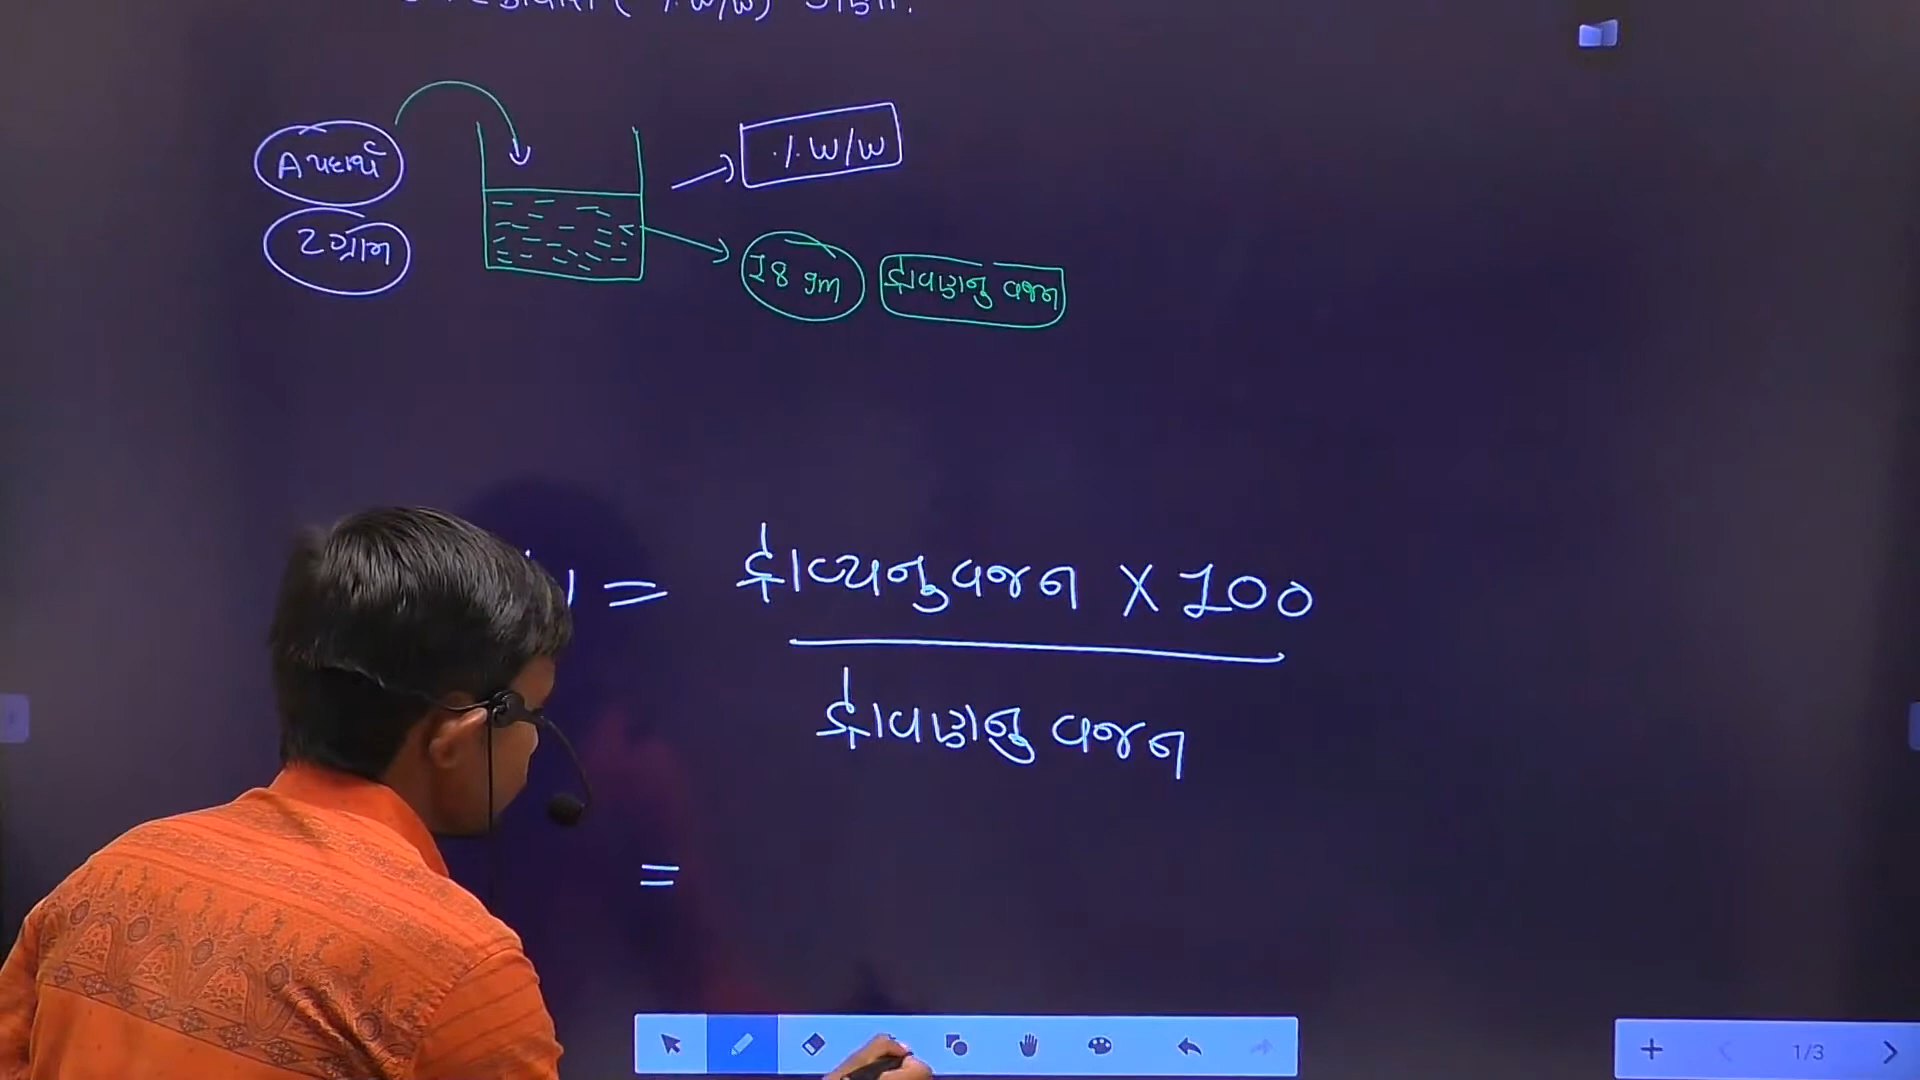 (%W/W)
A પદાર્થ
2 ગ્રામ
% W/W
18 gm
દ્રાવણનુ વજન
= દ્રાવ્યનુ વજન X 100
દ્રાવણનુ વજન
=
1/3